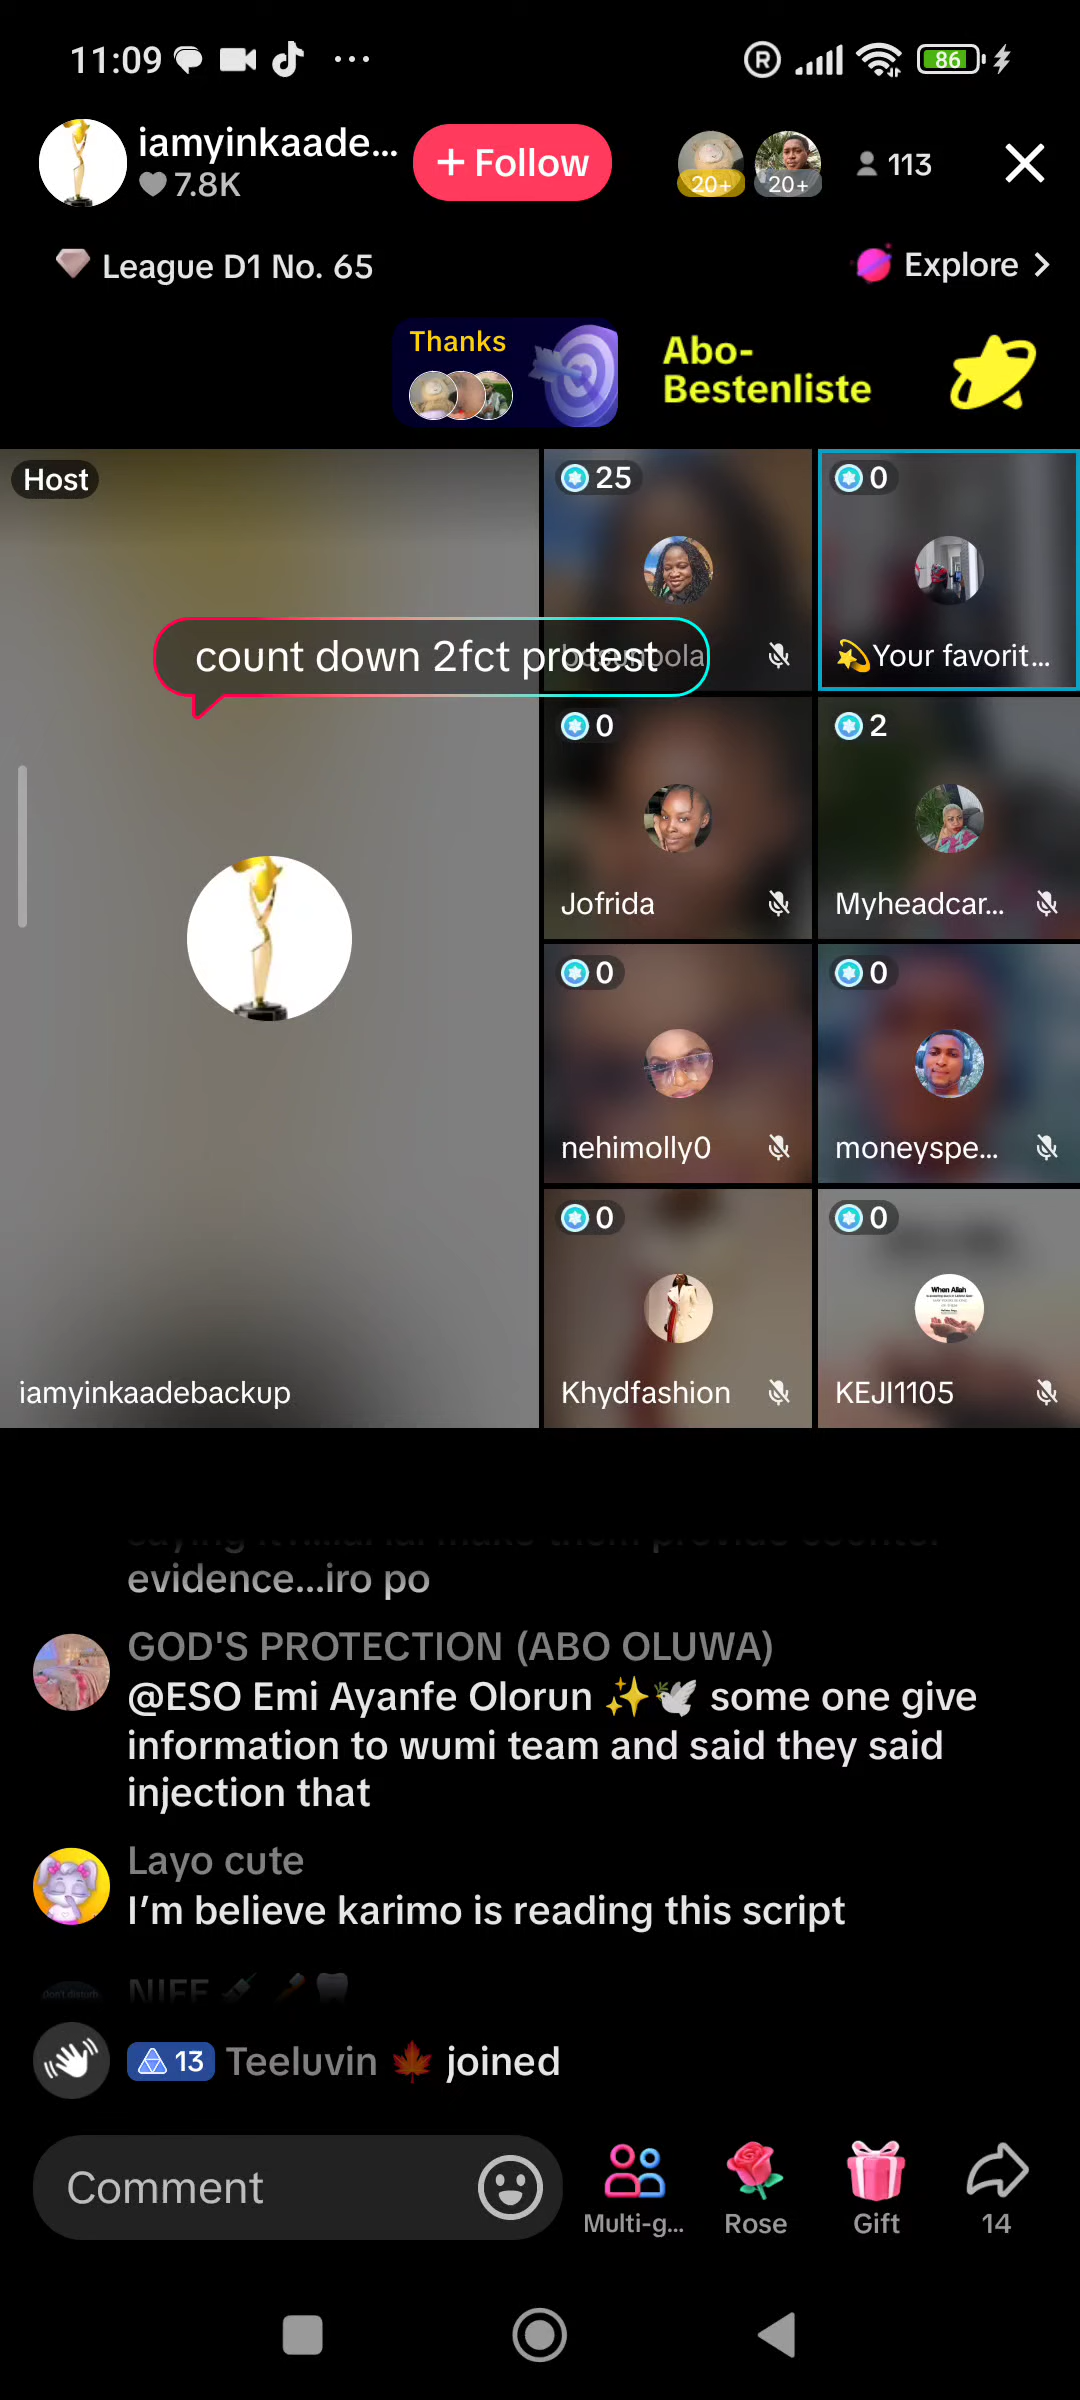 11:09
R
86
iamyinkaade...
7.8K
+ Follow
20+
20+
113
League D1 No. 65
Explore
Thanks
Abo-
Bestenliste
Host
25
0
count down 2fct protest
Your favorit...
0
2
Jofrida
Myheadcar...
0
0
nehimolly0
moneyspe...
0
0
When Allah
iamyinkaadebackup
Khydfashion
KEJI1105
evidence...iro po
GOD'S PROTECTION (ABO OLUWA)
@ESO Emi Ayanfe Olorun ✨🕊️ some one give
information to wumi team and said they said
injection that
Layo cute
I'm believe karimo is reading this script
13 Teeluvin 🍁 joined
Comment
Multi-g...
Rose
Gift
14